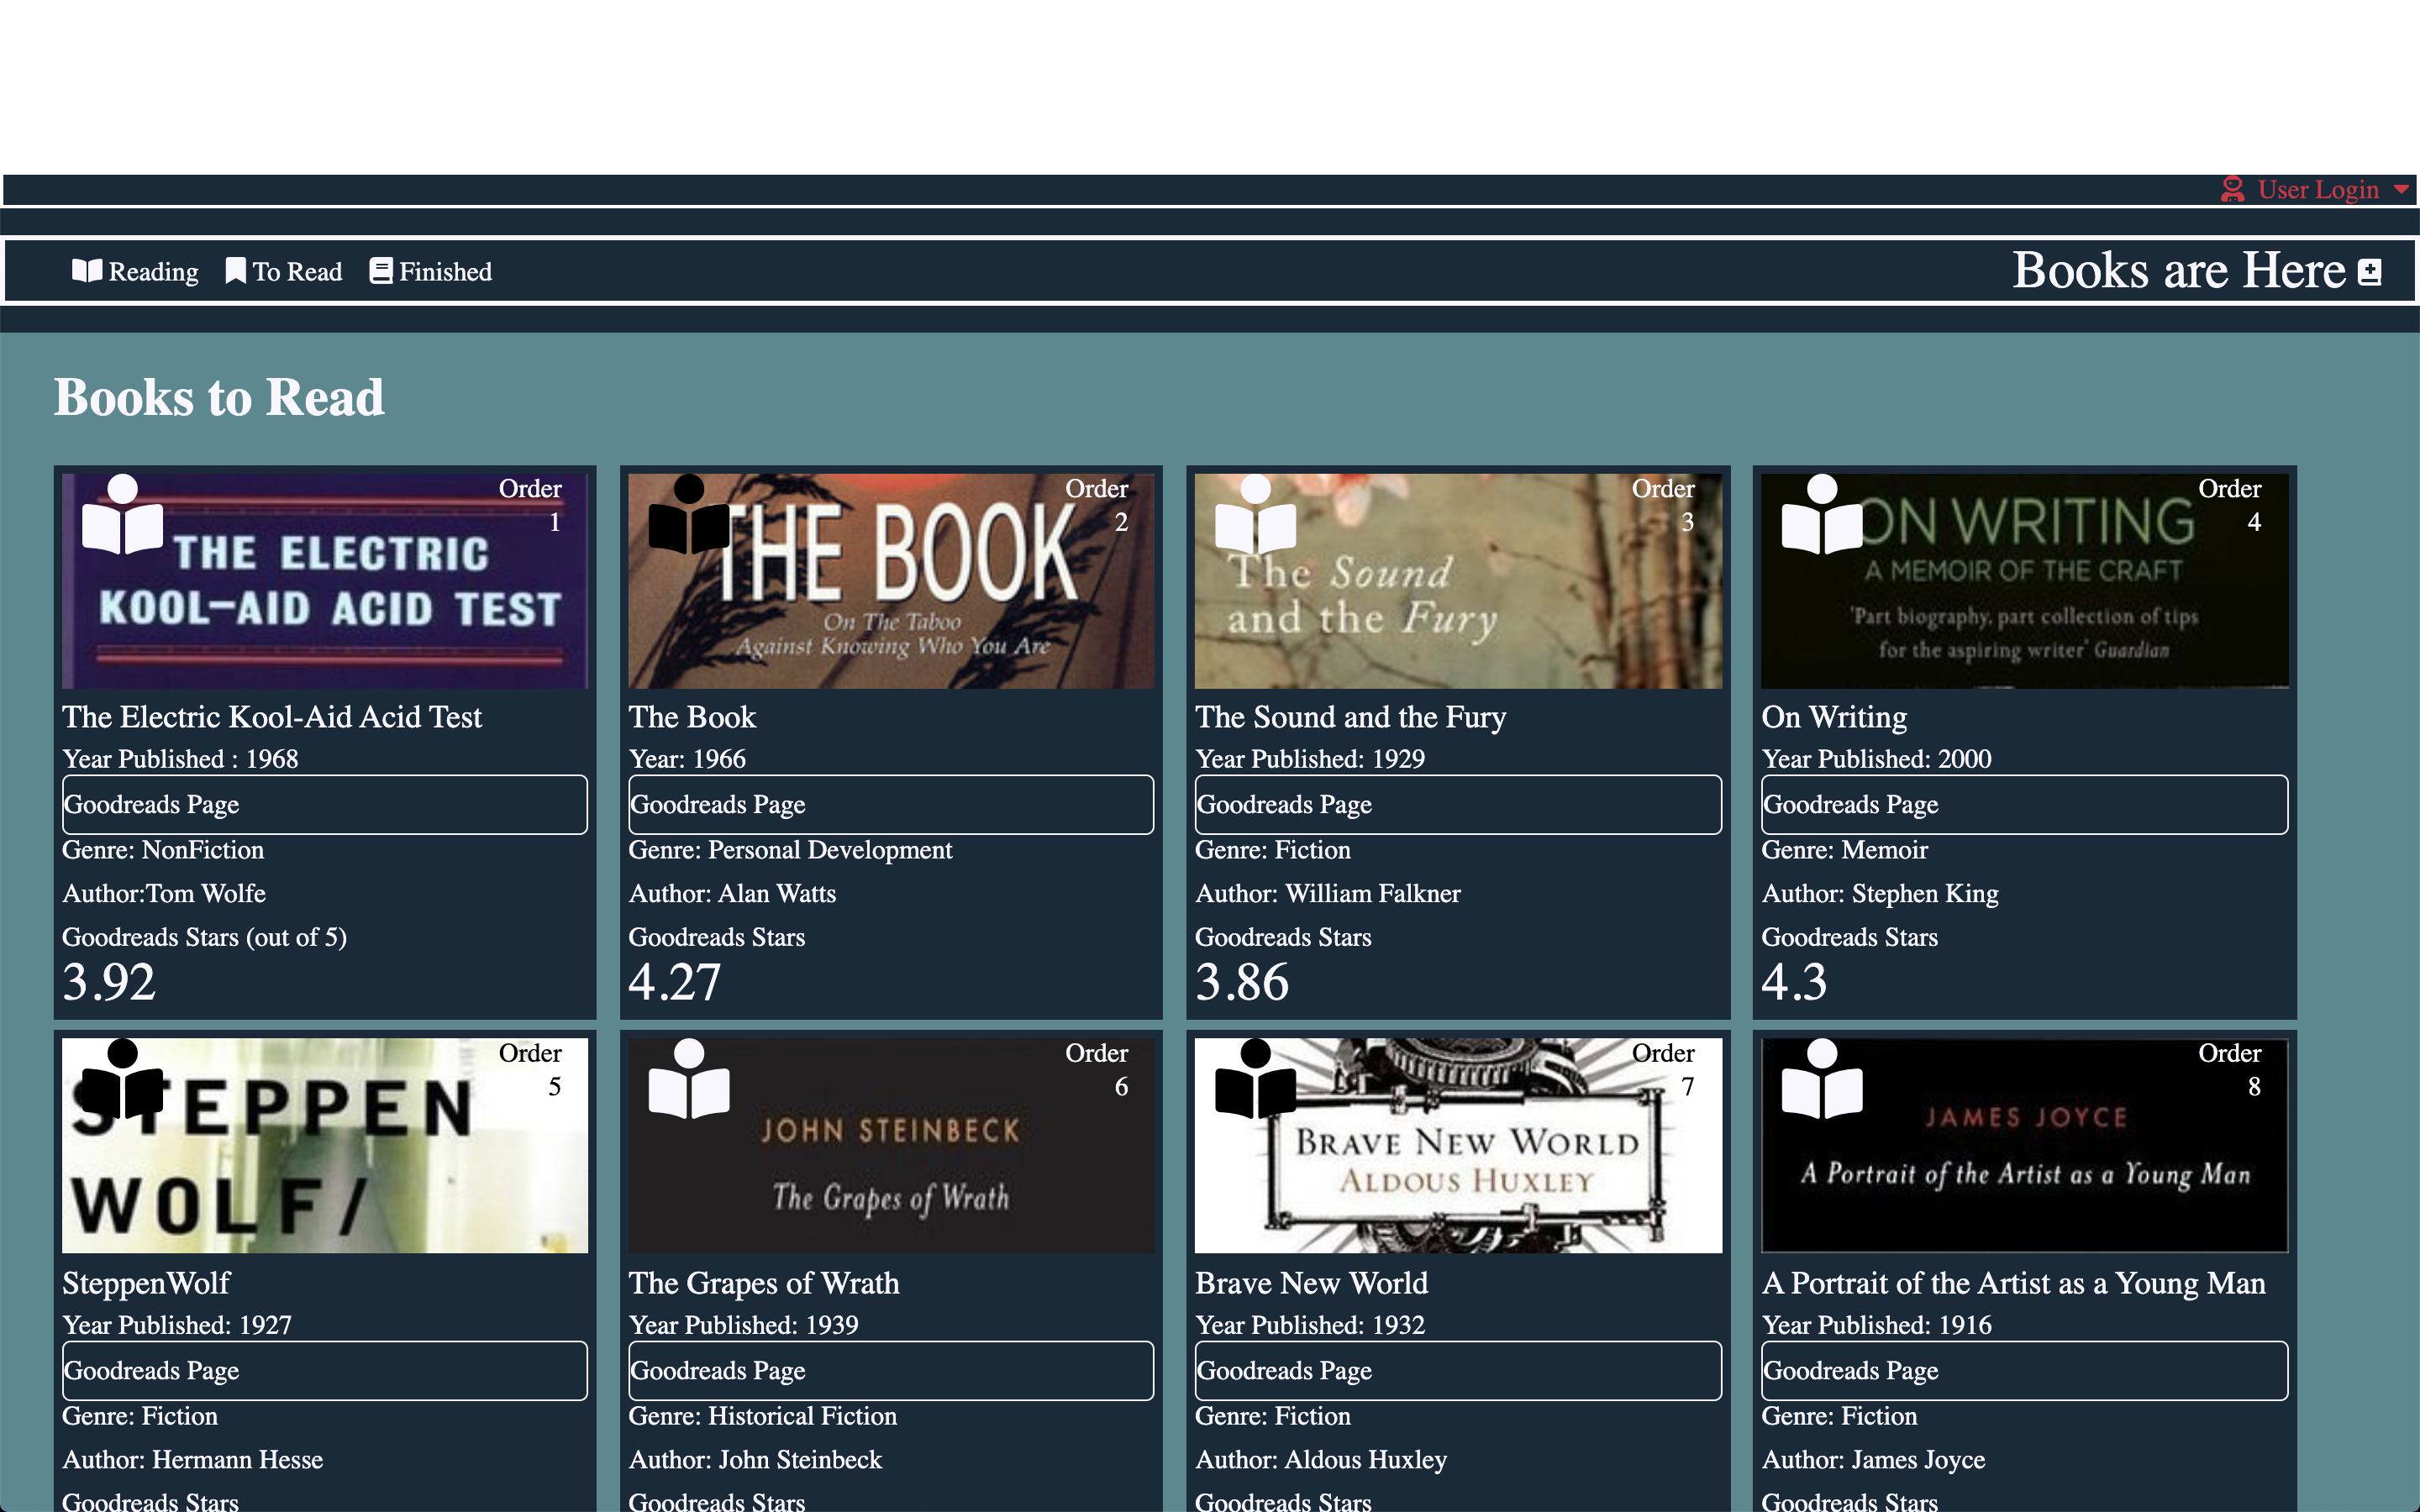 User Login
Reading To Read Finished Books are Here
Books to Read
Order
1
THE ELECTRIC
KOOL-AID ACID TEST
The Electric Kool-Aid Acid Test
Year Published : 1968
Goodreads Page
Genre: NonFiction
Author:Tom Wolfe
Goodreads Stars (out of 5)
3.92
Order
2
THE BOOK
On The Taboo
Against Knowing Who You Are
The Book
Year: 1966
Goodreads Page
Genre: Personal Development
Author: Alan Watts
Goodreads Stars
4.27
Order
3
The Sound
and the Fury
The Sound and the Fury
Year Published: 1929
Goodreads Page
Genre: Fiction
Author: William Falkner
Goodreads Stars
3.86
Order
4
ON WRITING
A MEMOIR OF THE CRAFT
'Part biography, part collection of tips
for the aspiring writer' Guardian
On Writing
Year Published: 2000
Goodreads Page
Genre: Memoir
Author: Stephen King
Goodreads Stars
4.3
Order
5
STEPPEN
WOLF/
SteppenWolf
Year Published: 1927
Goodreads Page
Genre: Fiction
Author: Hermann Hesse
Goodreads Stars
Order
6
JOHN STEINBECK
The Grapes of Wrath
The Grapes of Wrath
Year Published: 1939
Goodreads Page
Genre: Historical Fiction
Author: John Steinbeck
Goodreads Stars
Order
7
BRAVE NEW WORLD
ALDOUS HUXLEY
Brave New World
Year Published: 1932
Goodreads Page
Genre: Fiction
Author: Aldous Huxley
Goodreads Stars
Order
8
JAMES JOYCE
A Portrait of the Artist as a Young Man
A Portrait of the Artist as a Young Man
Year Published: 1916
Goodreads Page
Genre: Fiction
Author: James Joyce
Goodreads Stars